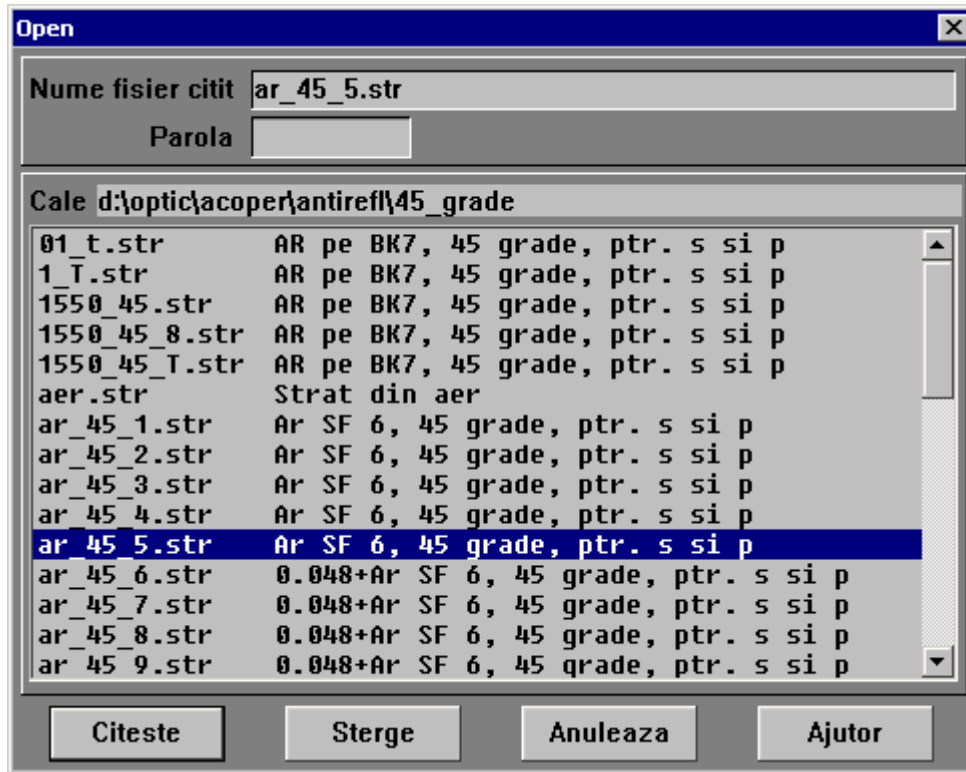 Open
Nume fisier citit ar_45_5.str
Parola
Cale d:\optic\acoper\antirefl\45_grade
01_t.str AR pe BK7, 45 grade, ptr. s si p
1_T.str AR pe BK7, 45 grade, ptr. s si p
1550_45.str AR pe BK7, 45 grade, ptr. s si p
1550_45_8.str AR pe BK7, 45 grade, ptr. s si p
1550_45_T.str AR pe BK7, 45 grade, ptr. s si p
aer.str Strat din aer
ar_45_1.str Ar SF 6, 45 grade, ptr. s si p
ar_45_2.str Ar SF 6, 45 grade, ptr. s si p
ar_45_3.str Ar SF 6, 45 grade, ptr. s si p
ar_45_4.str Ar SF 6, 45 grade, ptr. s si p
ar_45_5.str Ar SF 6, 45 grade, ptr. s si p
ar_45_6.str 0.048+Ar SF 6, 45 grade, ptr. s si p
ar_45_7.str 0.048+Ar SF 6, 45 grade, ptr. s si p
ar_45_8.str 0.048+Ar SF 6, 45 grade, ptr. s si p
ar_45_9.str 0.048+Ar SF 6, 45 grade, ptr. s si p
Citeste Sterge Anuleaza Ajutor